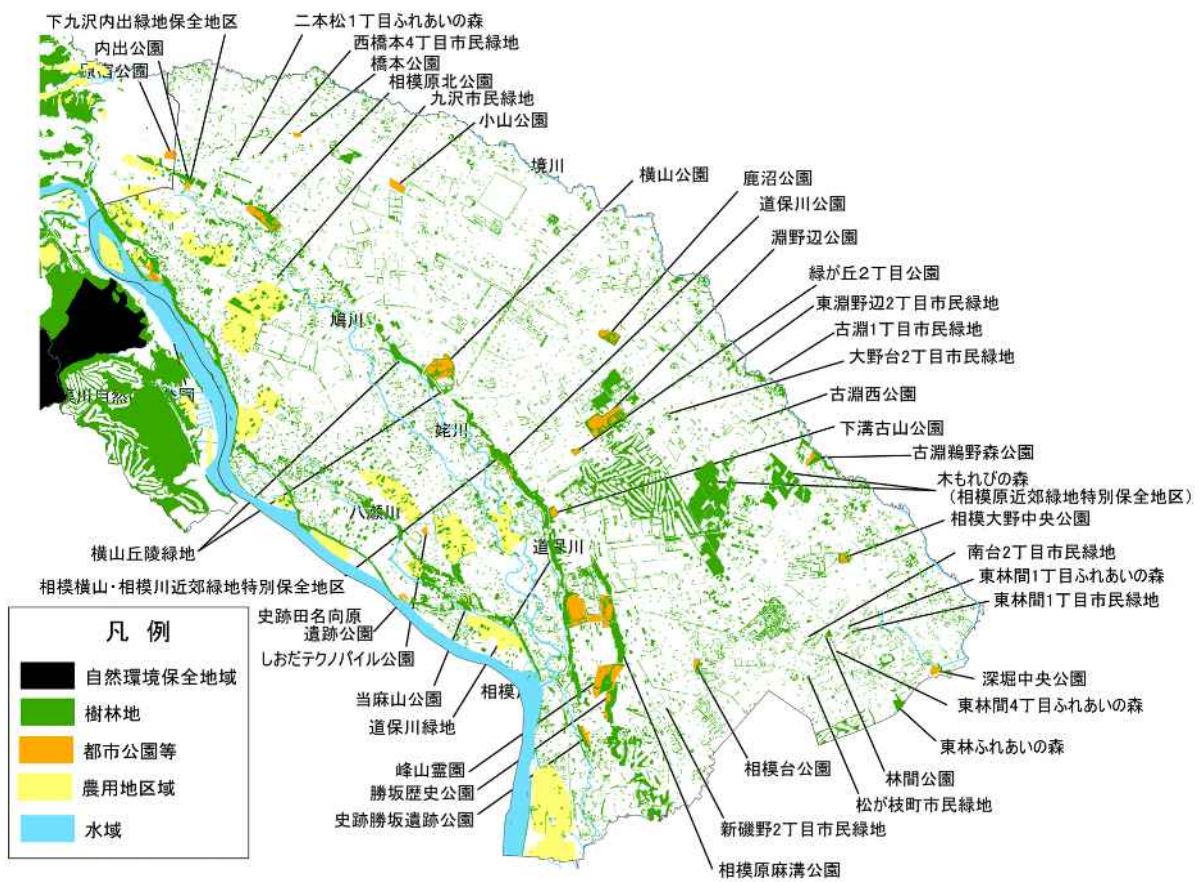 下九沢内出緑地保全地区
二本松1丁目ふれあいの森
西橋本4丁目市民緑地
内出公園
橋本公園
原宿公園
相模原北公園
九沢市民緑地
小山公園
境川
横山公園
鹿沼公園
道保川公園
淵野辺公園
緑が丘2丁目公園
東淵野辺2丁目市民緑地
古淵1丁目市民緑地
大野台2丁目市民緑地
鳩川
古淵西公園
下溝古山公園
姥川
古淵鵜野森公園
木もれびの森
(相模原近郊緑地特別保全地区)
八瀬川
相模大野中央公園
道保川
横山丘陵緑地
南台2丁目市民緑地
相模横山・相模川近郊緑地特別保全地区
東林間1丁目ふれあいの森
東林間1丁目市民緑地
史跡田名向原
遺跡公園
しおだテクノパイル公園
深堀中央公園
当麻山公園
相模
東林間4丁目ふれあいの森
道保川緑地
東林ふれあいの森
峰山霊園
相模台公園
林間公園
勝坂歴史公園
松が枝町市民緑地
史跡勝坂遺跡公園
新磯野2丁目市民緑地
相模原麻溝公園
凡 例
自然環境保全地域
樹林地
都市公園等
農用地区域
水域